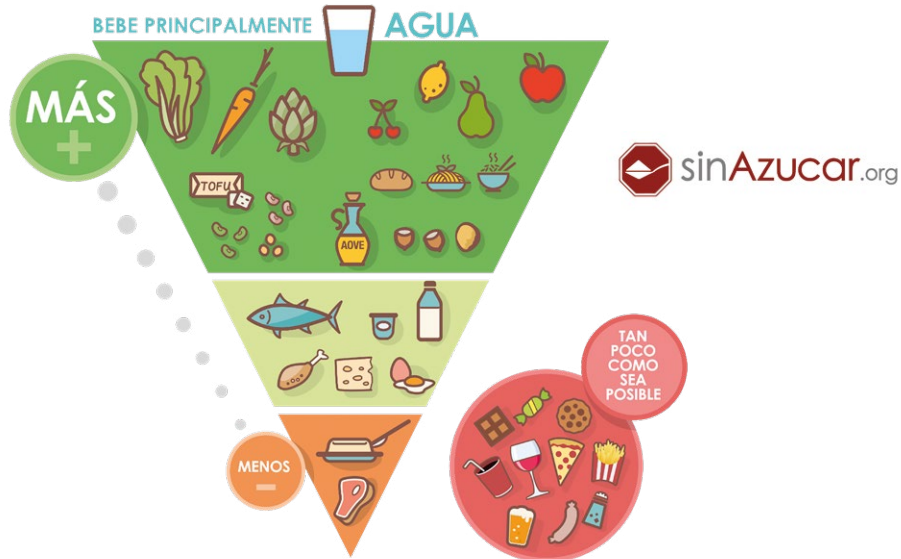 BEBE PRINCIPALMENTE AGUA
MÁS
+
sinAzucar.org
TOFU
AOVE
TAN
POCO
COMO
SEA
POSIBLE
MENOS
-